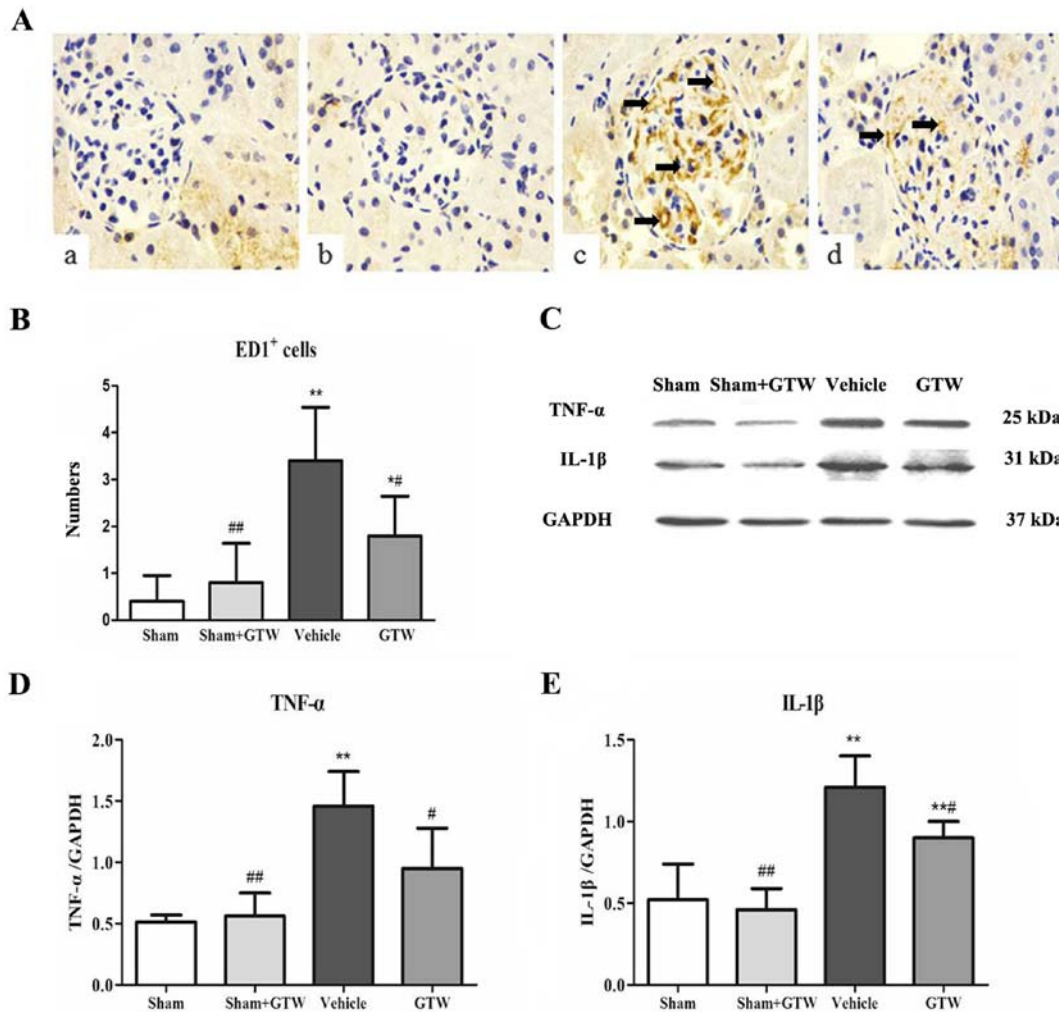 A
a b c d
B
ED1⁺ cells
Numbers
5
4
3
2
1
0
**
*#
##
Sham Sham+GTW Vehicle GTW
C
Sham Sham+GTW Vehicle GTW
TNF-α 25 kDa
IL-1β 31 kDa
GAPDH 37 kDa
D
TNF-α
TNF-α /GAPDH
2.0
1.5
1.0
0.5
0.0
**
#
##
Sham Sham+GTW Vehicle GTW
E
IL-1β
IL-1β /GAPDH
1.5
1.0
0.5
0.0
**
**#
##
Sham Sham+GTW Vehicle GTW